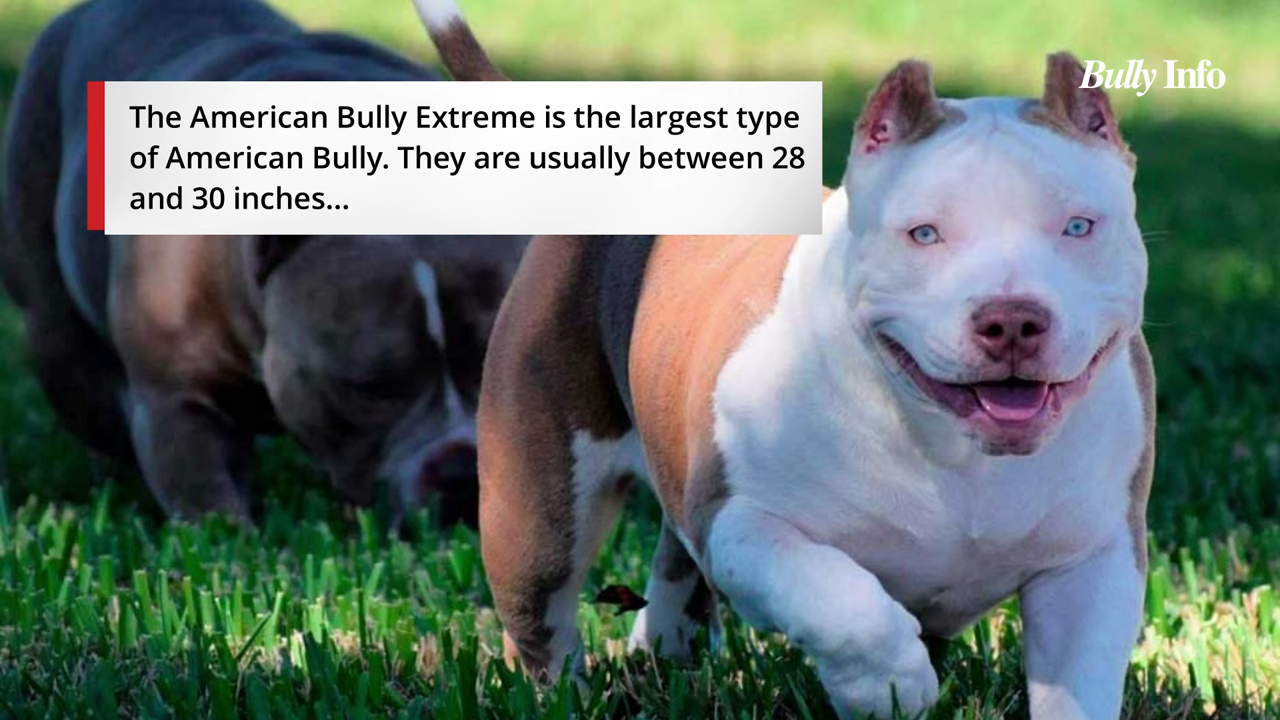 Bully Info
The American Bully Extreme is the largest type
of American Bully. They are usually between 28
and 30 inches...